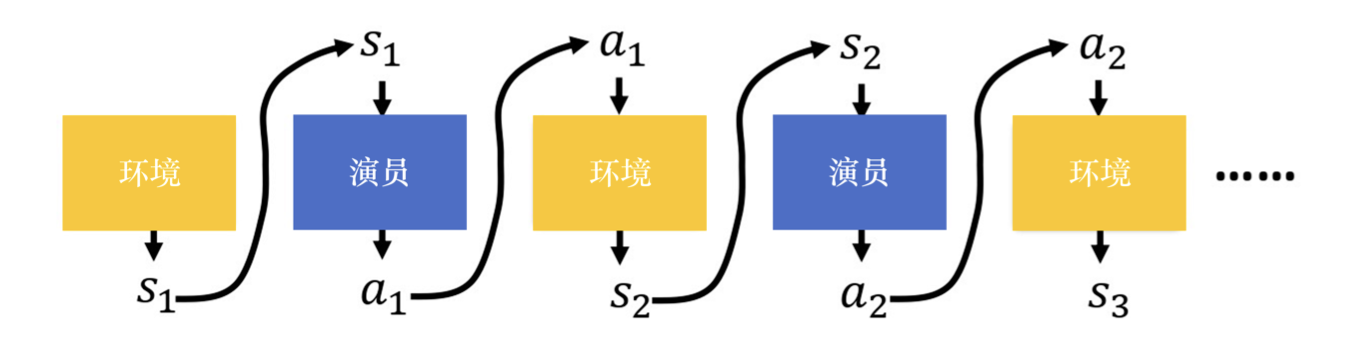 s₁ a₁ s₂ a₂
环境 演员 环境 演员 环境 ……
s₁ a₁ s₂ a₂ s₃